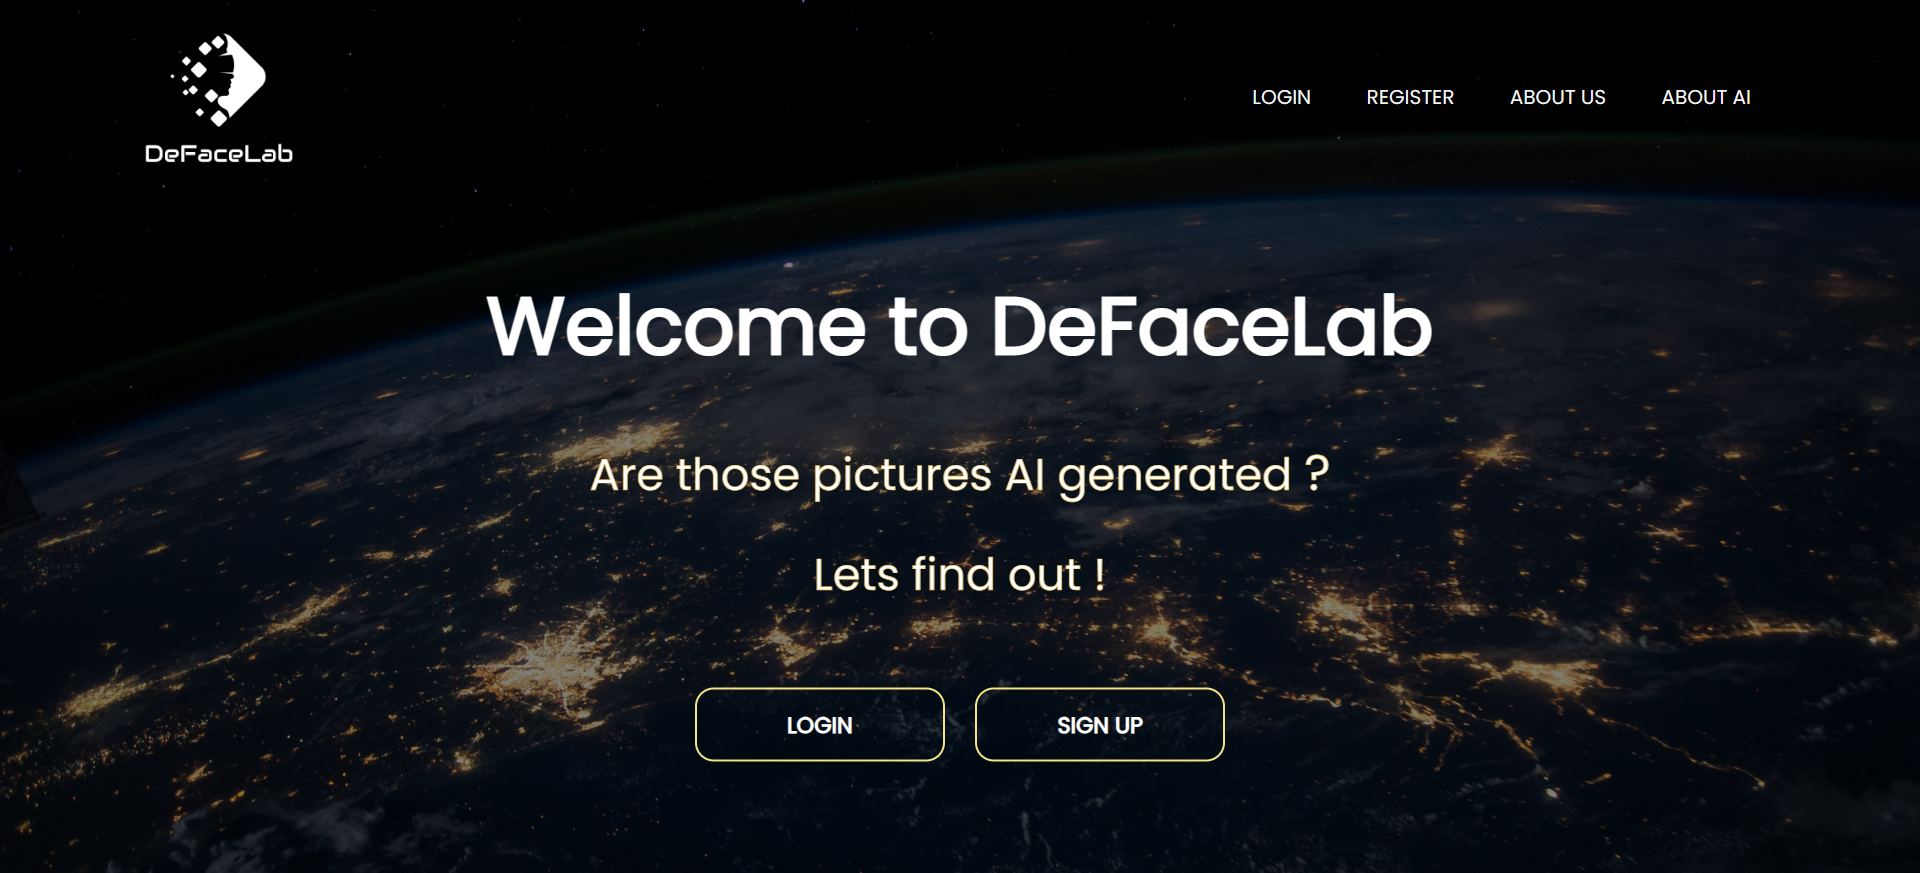 DeFaceLab
LOGIN REGISTER ABOUT US ABOUT AI
Welcome to DeFaceLab
Are those pictures AI generated ?
Lets find out !
LOGIN SIGN UP